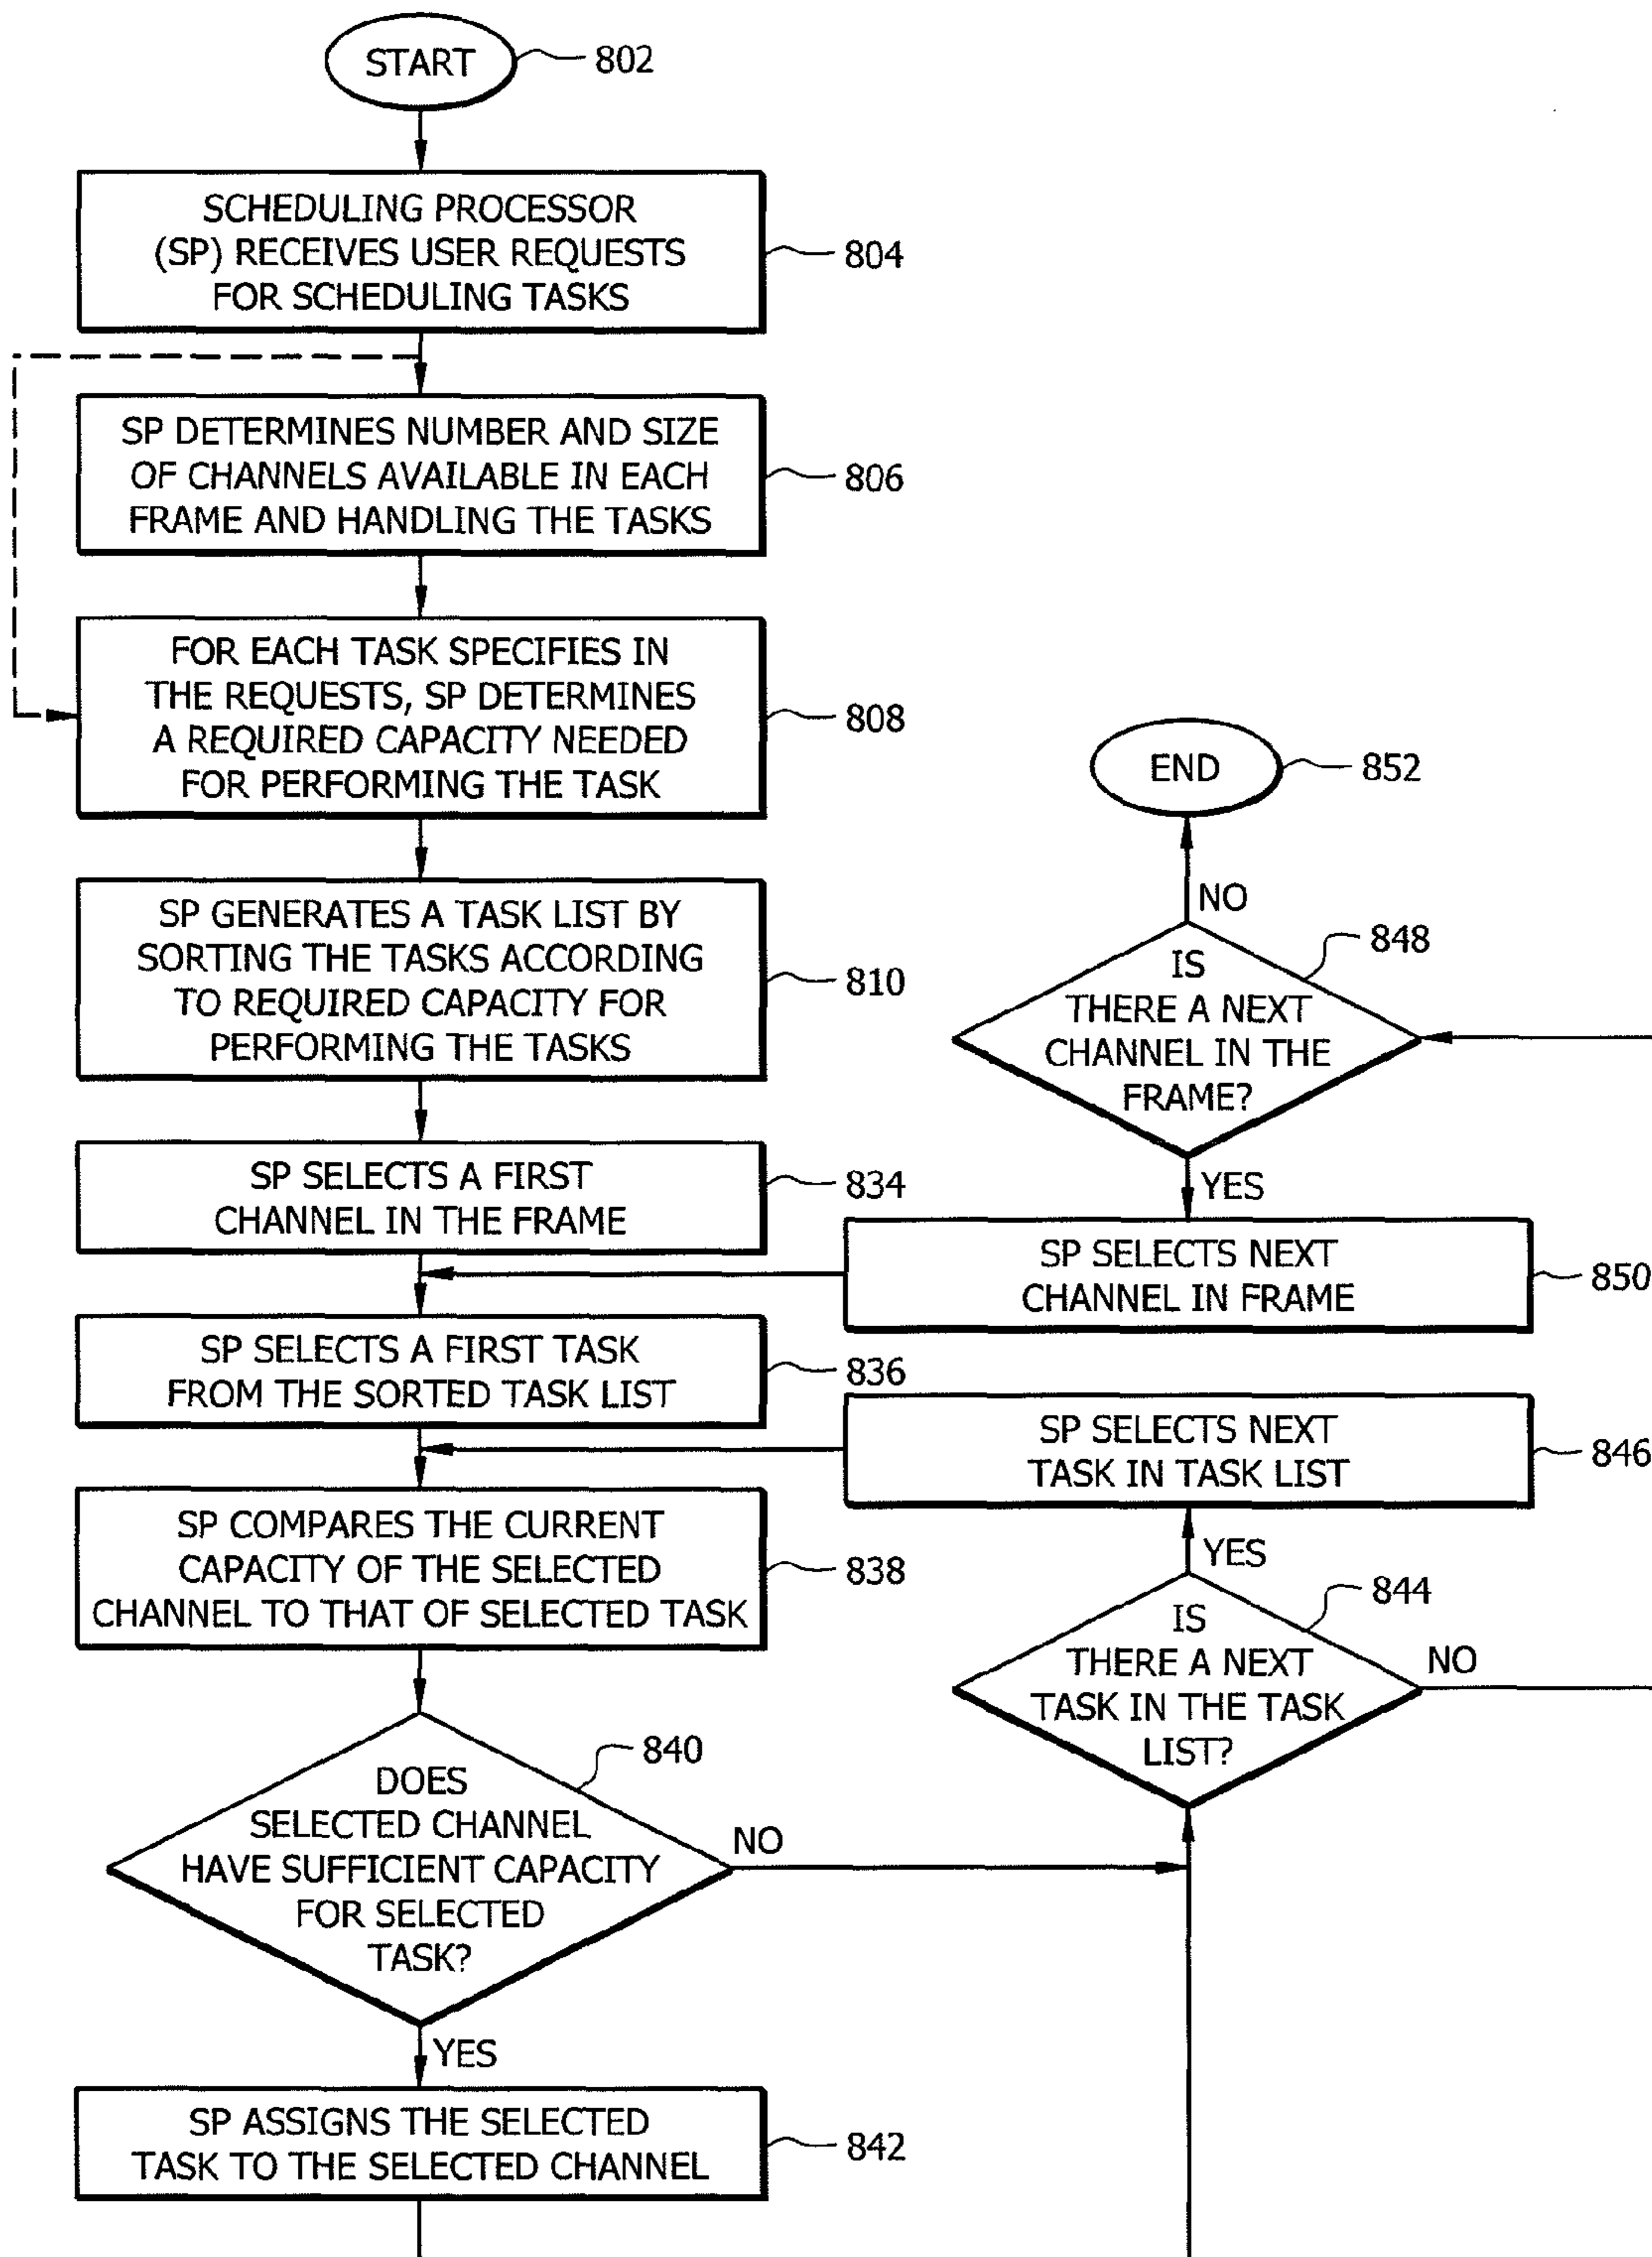 START
802
SCHEDULING PROCESSOR
(SP) RECEIVES USER REQUESTS
FOR SCHEDULING TASKS
804
SP DETERMINES NUMBER AND SIZE
OF CHANNELS AVAILABLE IN EACH
FRAME AND HANDLING THE TASKS
806
FOR EACH TASK SPECIFIES IN
THE REQUESTS, SP DETERMINES
A REQUIRED CAPACITY NEEDED
FOR PERFORMING THE TASK
808
SP GENERATES A TASK LIST BY
SORTING THE TASKS ACCORDING
TO REQUIRED CAPACITY FOR
PERFORMING THE TASKS
810
SP SELECTS A FIRST
CHANNEL IN THE FRAME
834
SP SELECTS A FIRST TASK
FROM THE SORTED TASK LIST
836
SP COMPARES THE CURRENT
CAPACITY OF THE SELECTED
CHANNEL TO THAT OF SELECTED TASK
838
DOES
SELECTED CHANNEL
HAVE SUFFICIENT CAPACITY
FOR SELECTED
TASK?
840
NO
YES
SP ASSIGNS THE SELECTED
TASK TO THE SELECTED CHANNEL
842
END
852
NO
IS
THERE A NEXT
CHANNEL IN THE
FRAME?
848
YES
SP SELECTS NEXT
CHANNEL IN FRAME
850
SP SELECTS NEXT
TASK IN TASK LIST
846
YES
IS
THERE A NEXT
TASK IN THE TASK
LIST?
844
NO